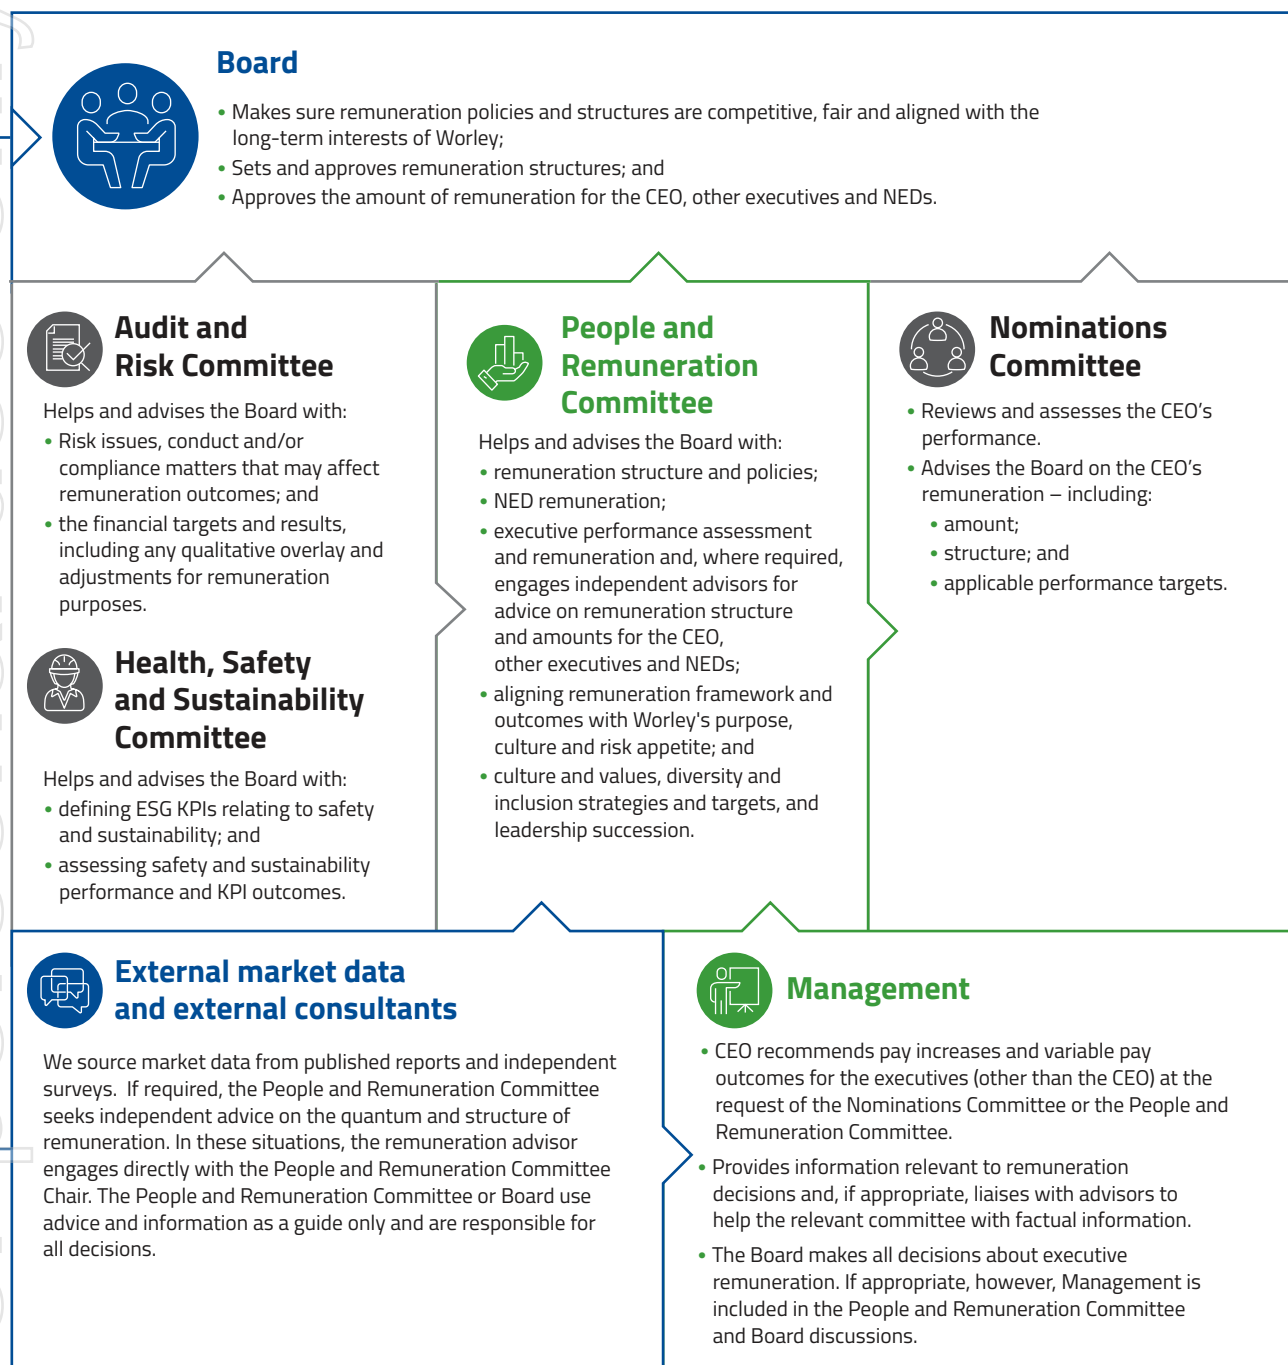 Board
• Makes sure remuneration policies and structures are competitive, fair and aligned with the
long-term interests of Worley;
• Sets and approves remuneration structures; and
• Approves the amount of remuneration for the CEO, other executives and NEDs.
Audit and
Risk Committee
Helps and advises the Board with:
• Risk issues, conduct and/or
compliance matters that may affect
remuneration outcomes; and
• the financial targets and results,
including any qualitative overlay and
adjustments for remuneration
purposes.
Health, Safety
and Sustainability
Committee
Helps and advises the Board with:
• defining ESG KPIs relating to safety
and sustainability; and
• assessing safety and sustainability
performance and KPI outcomes.
People and
Remuneration
Committee
Helps and advises the Board with:
• remuneration structure and policies;
• NED remuneration;
• executive performance assessment
and remuneration and, where required,
engages independent advisors for
advice on remuneration structure
and amounts for the CEO,
other executives and NEDs;
• aligning remuneration framework and
outcomes with Worley's purpose,
culture and risk appetite; and
• culture and values, diversity and
inclusion strategies and targets, and
leadership succession.
Nominations
Committee
• Reviews and assesses the CEO’s
performance.
• Advises the Board on the CEO’s
remuneration – including:
• amount;
• structure; and
• applicable performance targets.
External market data
and external consultants
We source market data from published reports and independent
surveys. If required, the People and Remuneration Committee
seeks independent advice on the quantum and structure of
remuneration. In these situations, the remuneration advisor
engages directly with the People and Remuneration Committee
Chair. The People and Remuneration Committee or Board use
advice and information as a guide only and are responsible for
all decisions.
Management
• CEO recommends pay increases and variable pay
outcomes for the executives (other than the CEO) at the
request of the Nominations Committee or the People and
Remuneration Committee.
• Provides information relevant to remuneration
decisions and, if appropriate, liaises with advisors to
help the relevant committee with factual information.
• The Board makes all decisions about executive
remuneration. If appropriate, however, Management is
included in the People and Remuneration Committee
and Board discussions.